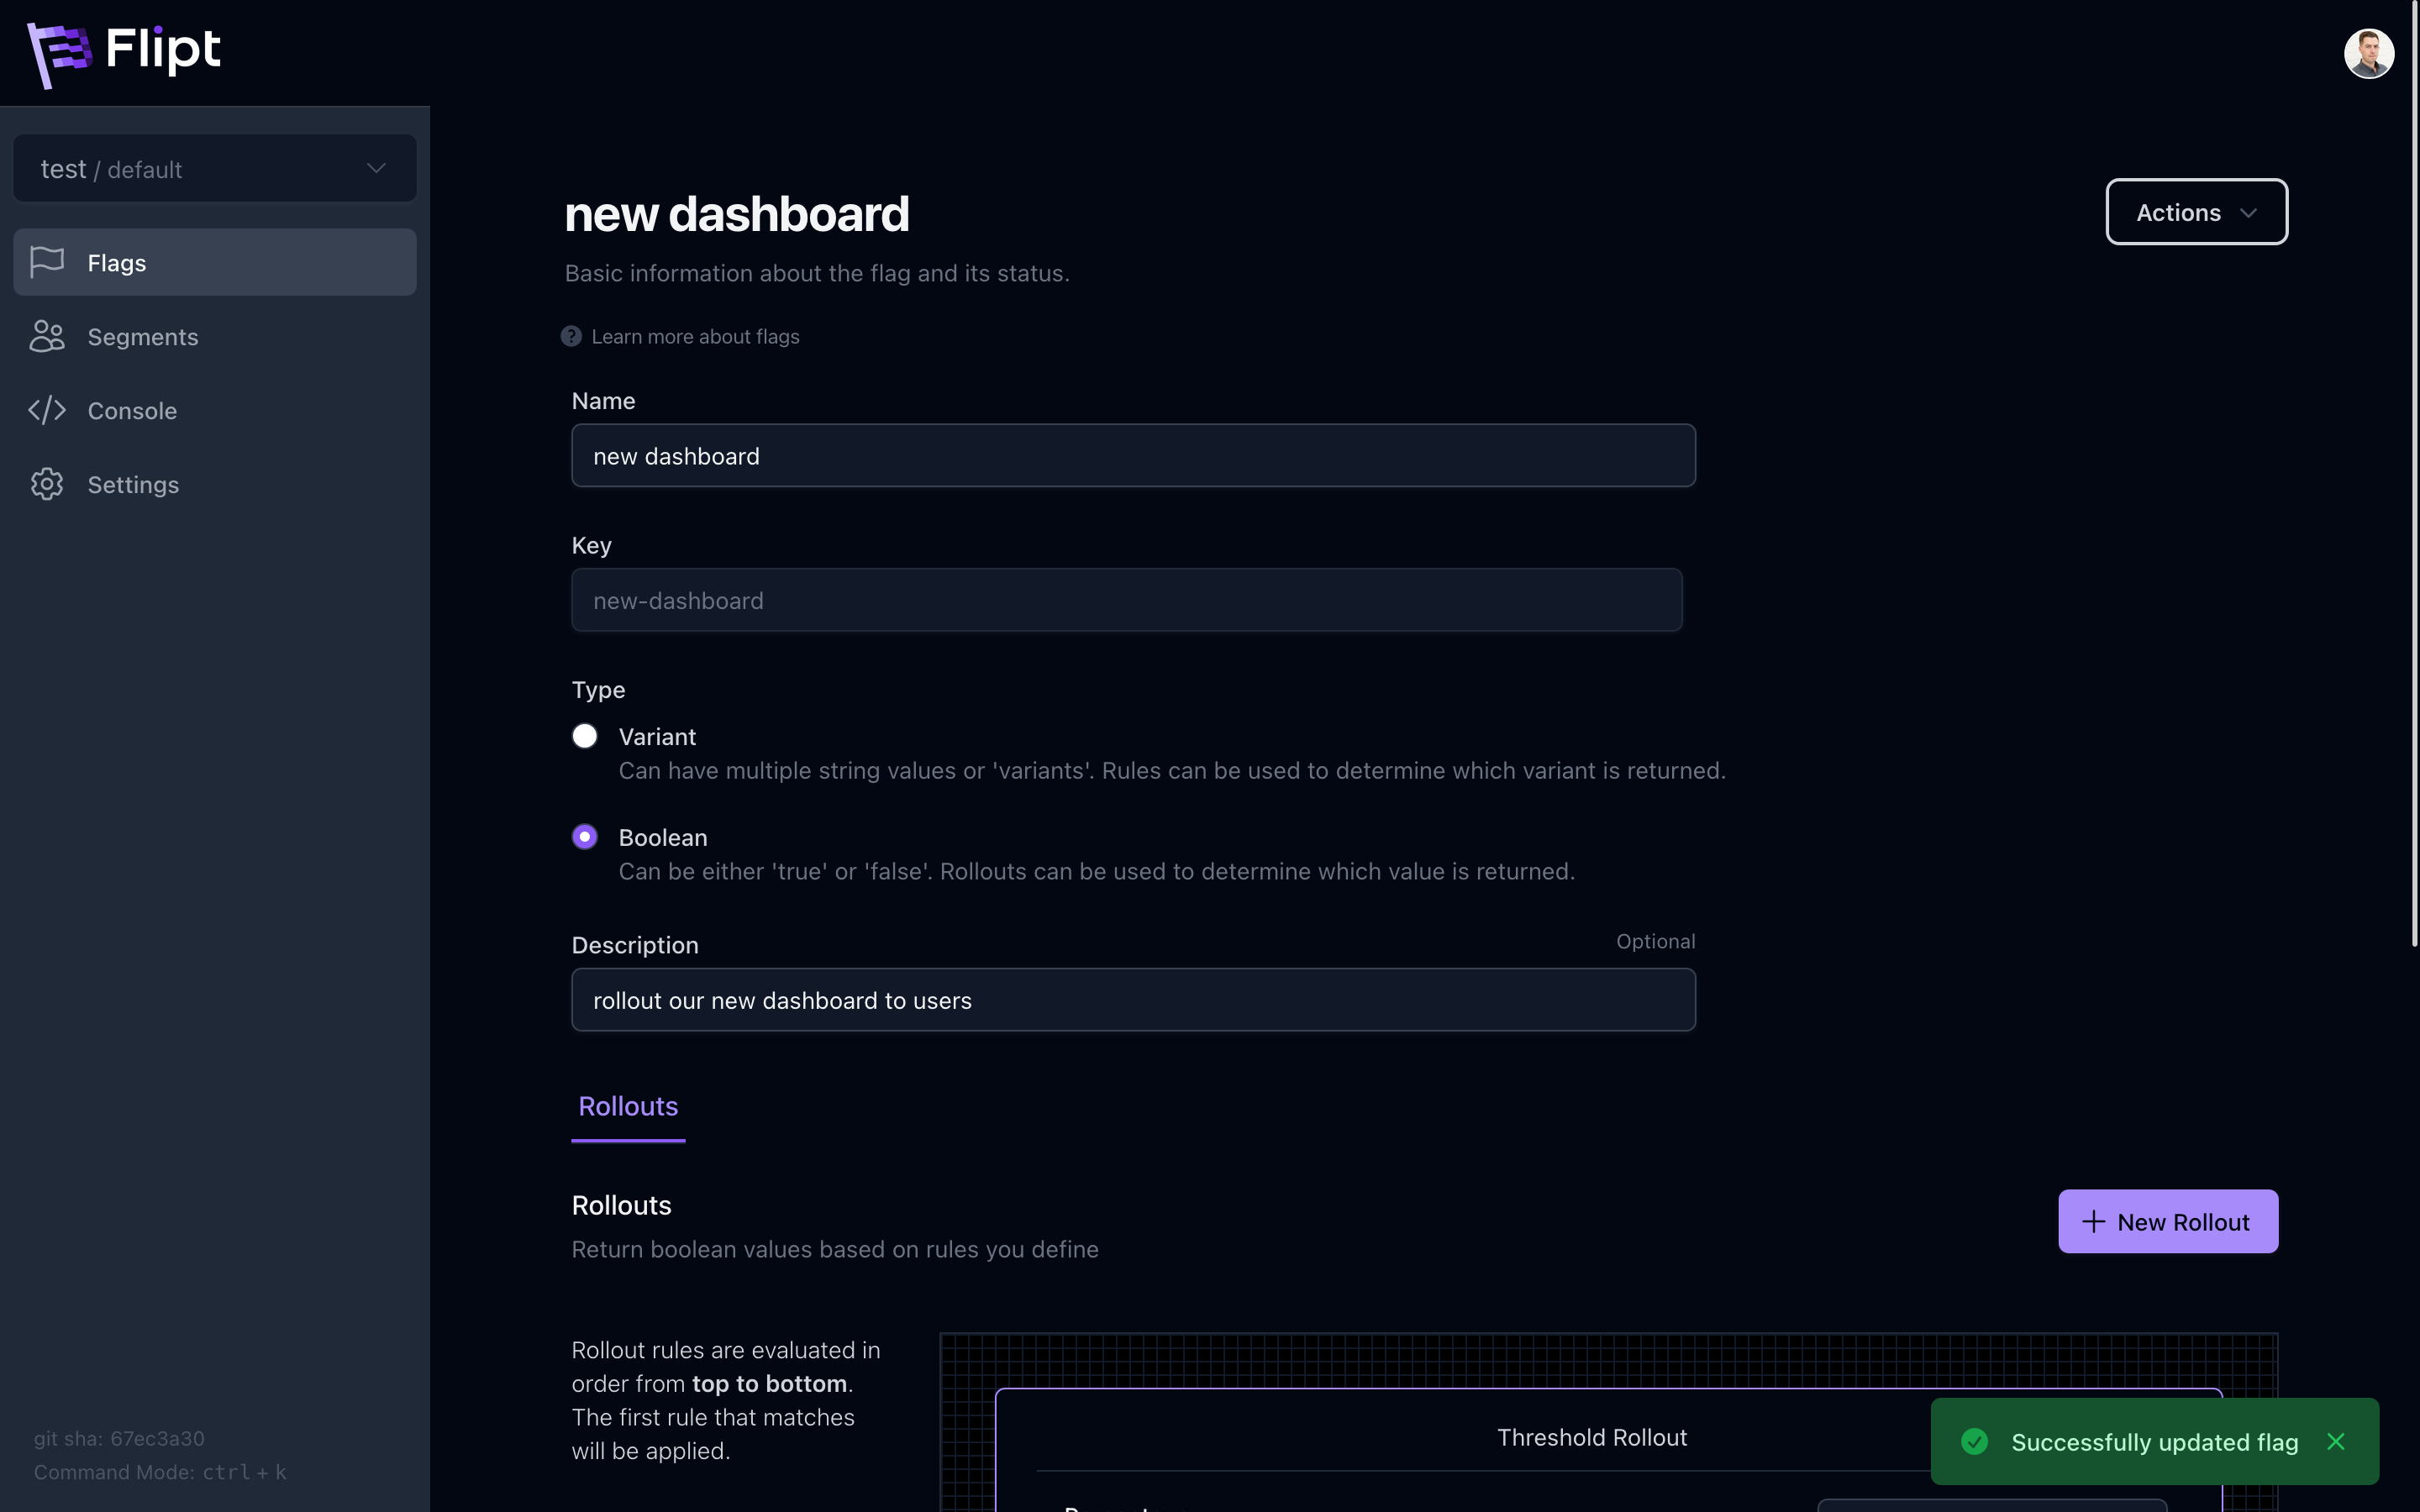 Flipt
test / default
Flags
Segments
Console
Settings
git sha: 67ec3a30
Command Mode: ctrl + k
new dashboard
Actions
Basic information about the flag and its status.
? Learn more about flags
Name
new dashboard
Key
new-dashboard
Type
Variant
Can have multiple string values or 'variants'. Rules can be used to determine which variant is returned.
Boolean
Can be either 'true' or 'false'. Rollouts can be used to determine which value is returned.
Description
Optional
rollout our new dashboard to users
Rollouts
Rollouts
+ New Rollout
Return boolean values based on rules you define
Rollout rules are evaluated in
order from top to bottom.
The first rule that matches
will be applied.
Threshold Rollout
Successfully updated flag